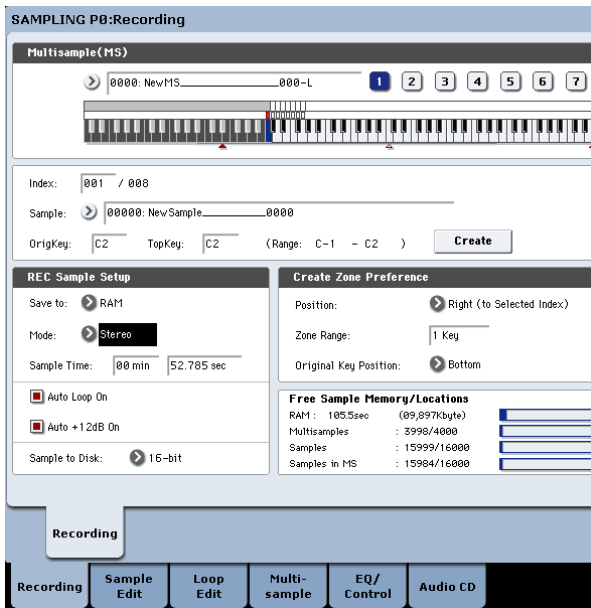 SAMPLING P0:Recording
Multisample(MS)
0000: NewMS____________000-L
1 2 3 4 5 6 7
Index: 001 / 008
Sample: 00000: NewSample________0000
OrigKey: C2 TopKey: C2 (Range: C-1 - C2 ) Create
REC Sample Setup
Save to: RAM
Mode: Stereo
Sample Time: 00 min 52.785 sec
Auto Loop On
Auto +12dB On
Sample to Disk: 16-bit
Create Zone Preference
Position: Right (to Selected Index)
Zone Range: 1 Key
Original Key Position: Bottom
Free Sample Memory/Locations
RAM : 105.5sec (09,897Kbyte)
Multisamples : 3998/4000
Samples : 15999/16000
Samples in MS : 15984/16000
Recording
Recording
Sample Edit
Loop Edit
Multi-sample
EQ/Control
Audio CD